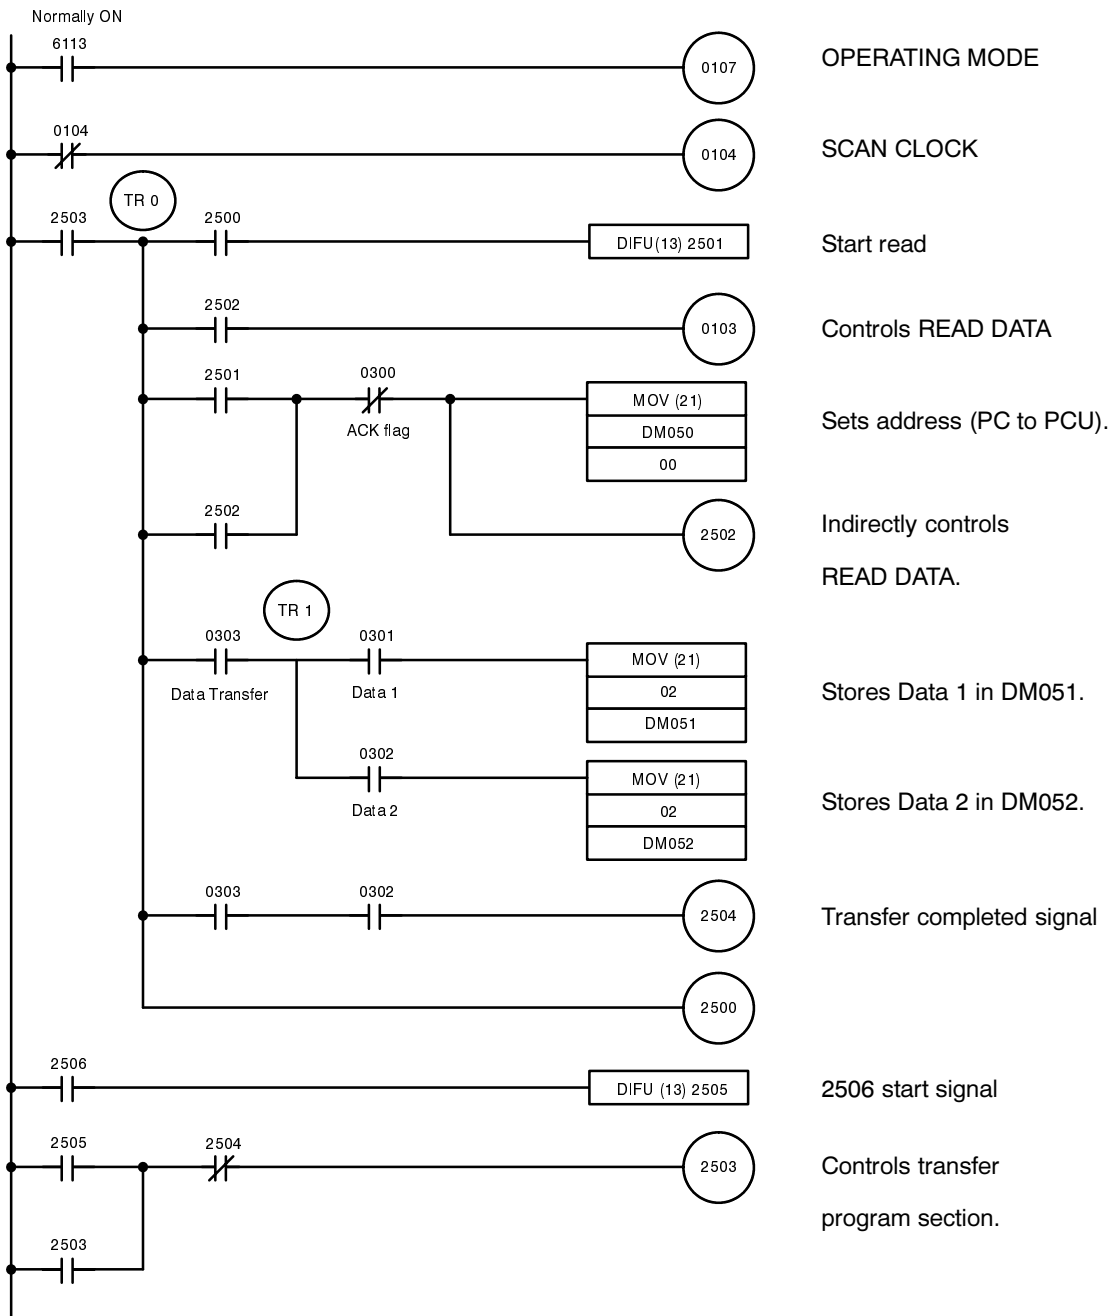 Normally ON
6113
0107
OPERATING MODE
0104
0104
SCAN CLOCK
TR 0
2503
2500
DIFU(13) 2501
Start read
2502
0103
Controls READ DATA
2501
0300
ACK flag
MOV (21)
DM050
00
Sets address (PC to PCU).
2502
2502
Indirectly controls
READ DATA.
TR 1
0303
Data Transfer
0301
Data 1
MOV (21)
02
DM051
Stores Data 1 in DM051.
0302
Data 2
MOV (21)
02
DM052
Stores Data 2 in DM052.
0303
0302
2504
Transfer completed signal
2500
2506
DIFU (13) 2505
2506 start signal
2505
2504
2503
Controls transfer
program section.
2503